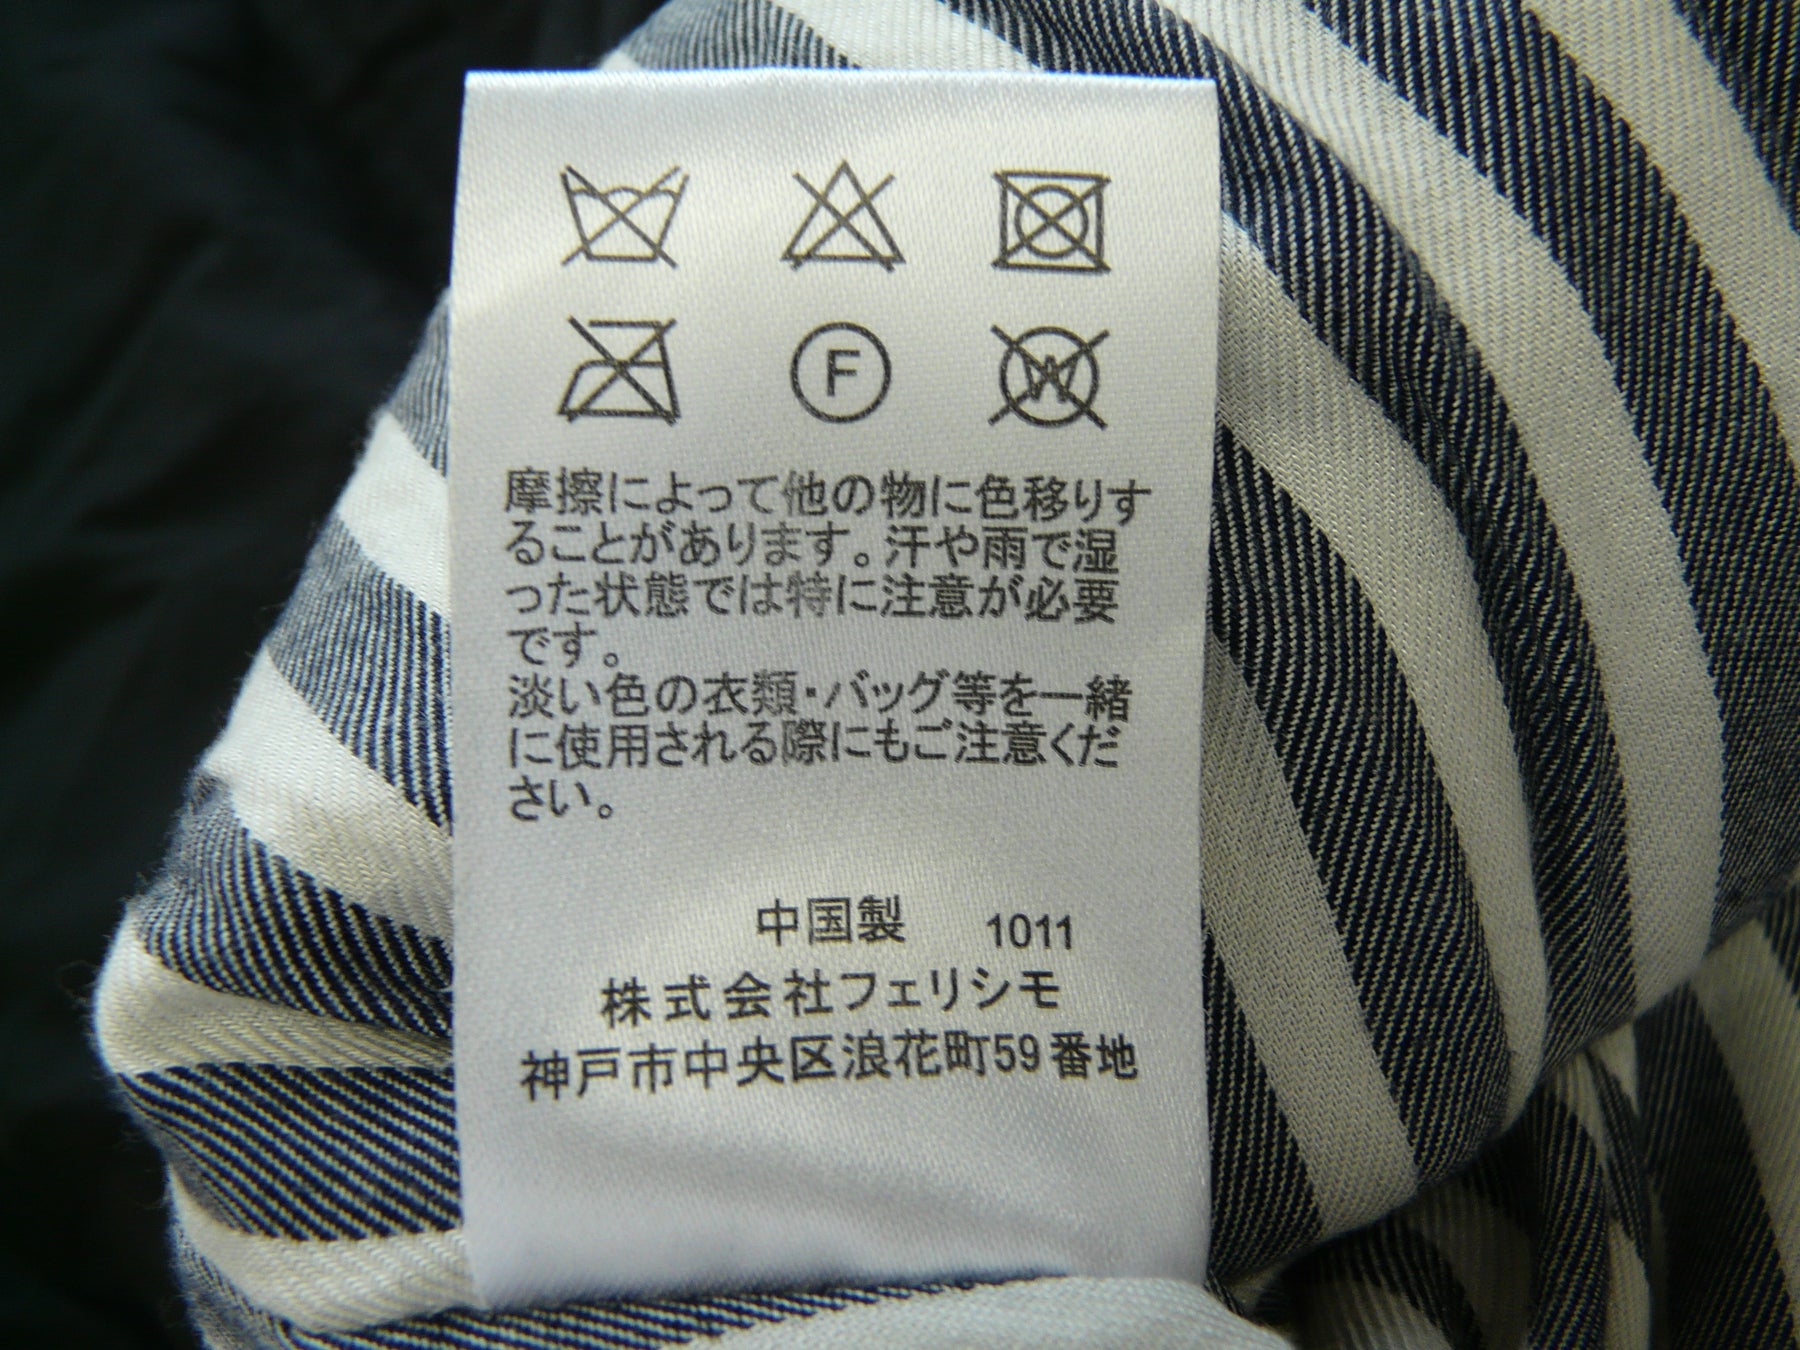 F
W
摩擦によって他の物に色移りす
ることがあります。汗や雨で湿
った状態では特に注意が必要
です。
淡い色の衣類・バッグ等を一緒
に使用される際にもご注意くだ
さい。
中国製 1011
株式会社フェリシモ
神戸市中央区浪花町59番地